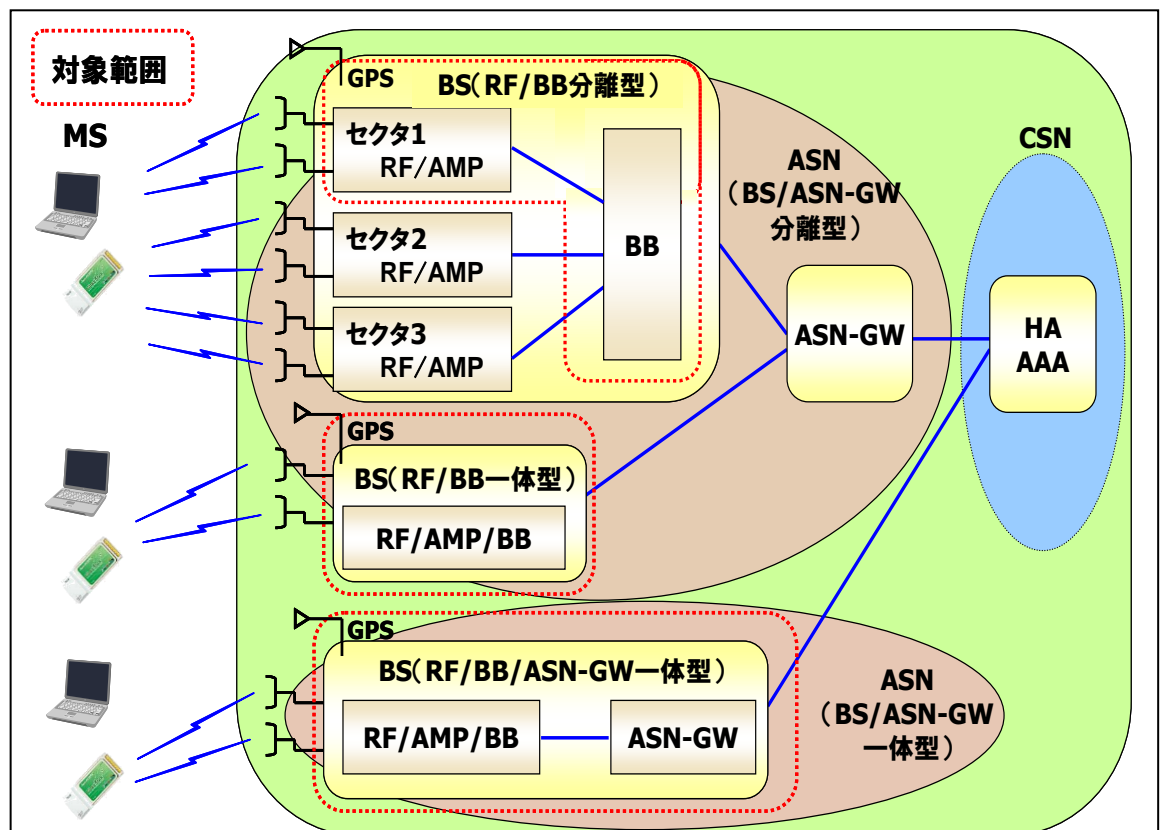 対象範囲
MS
GPS
BS(RF/BB分離型)
セクタ1
RF/AMP
セクタ2
RF/AMP
セクタ3
RF/AMP
BB
ASN
(BS/ASN-GW
分離型)
ASN-GW
CSN
HA
AAA
GPS
BS(RF/BB一体型)
RF/AMP/BB
GPS
BS(RF/BB/ASN-GW一体型)
RF/AMP/BB
ASN-GW
ASN
(BS/ASN-GW
一体型)